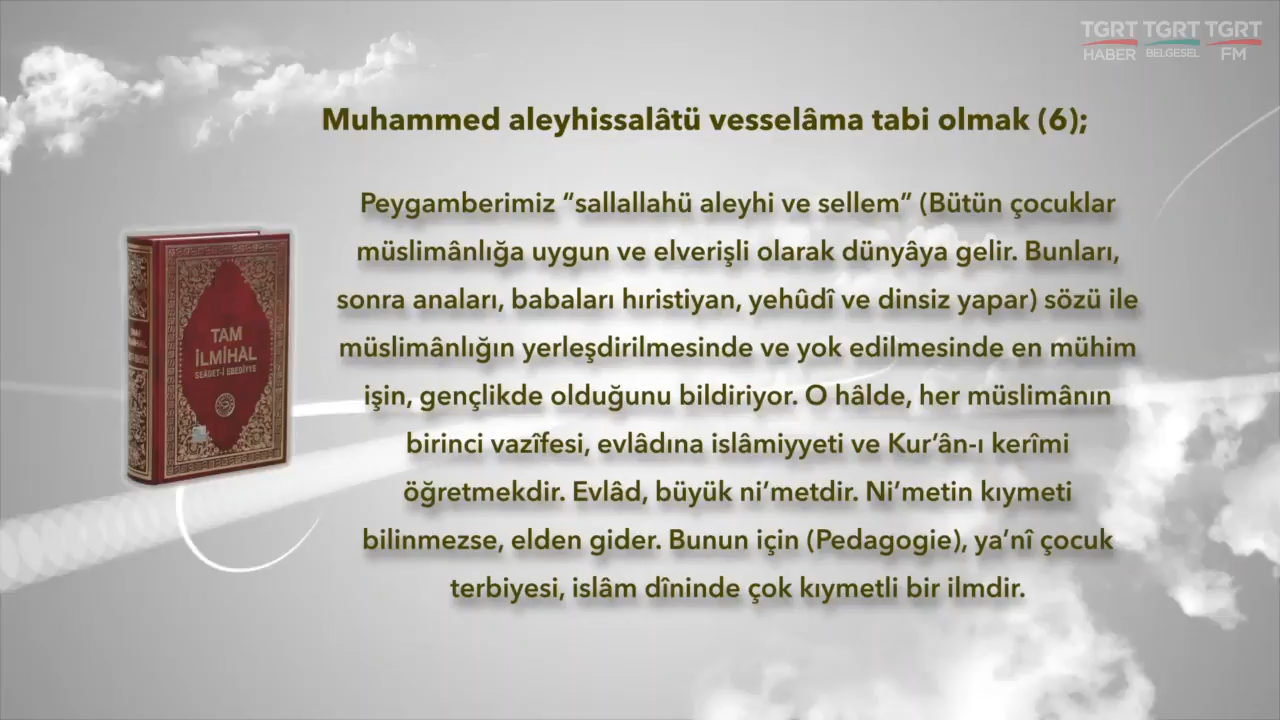 TGRT TGRT TGRT
HABER BELGESEL FM
Muhammed aleyhissalâtü vesselâma tabi olmak (6);
Peygamberimiz “sallallahü aleyhi ve sellem” (Bütün çocuklar
müslimânlığa uygun ve elverişli olarak dünyâya gelir. Bunları,
sonra anaları, babaları hıristiyan, yehûdî ve dinsiz yapar) sözü ile
müslimânlığın yerleşdirilmesinde ve yok edilmesinde en mühim
işin, gençlikde olduğunu bildiriyor. O hâlde, her müslimânın
birinci vazîfesi, evlâdına islâmiyyeti ve Kur’ân-ı kerîmi
öğretmekdir. Evlâd, büyük ni’metdir. Ni’metin kıymeti
bilinmezse, elden gider. Bunun için (Pedagogie), ya’nî çocuk
terbiyesi, islâm dîninde çok kıymetli bir ilmdir.
TAM
İLMİHAL
SEÂDET-İ EBEDİYYE